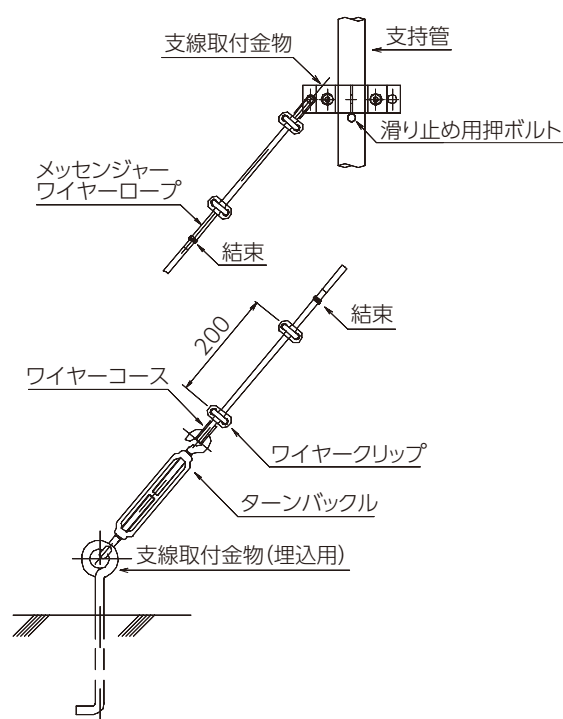 支線取付金物
支持管
滑り止め用押ボルト
メッセンジャー
ワイヤーロープ
結束
結束
200
ワイヤーコース
ワイヤークリップ
ターンバックル
支線取付金物(埋込用)